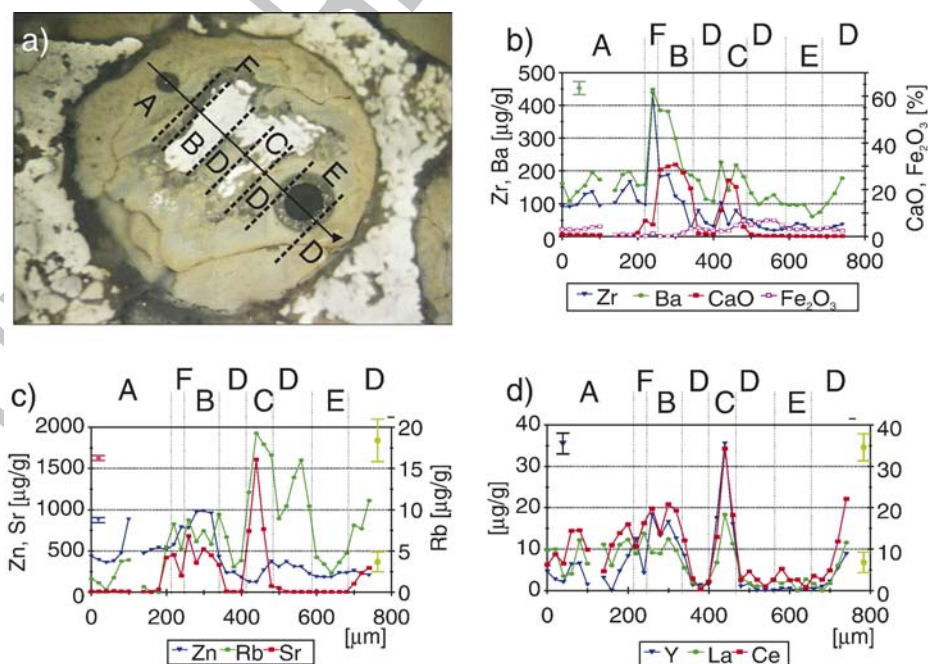 a)
A F
B D C E
D
D
b)
A F B D C D E D
500
400
300
200
100
0
Zr, Ba [µg/g]
60
40
20
0
CaO, Fe₂O₃ [%]
0 200 400 600 800
Zr Ba CaO Fe₂O₃
c)
A F B D C D E D
2000
1500
1000
500
0
Zn, Sr [µg/g]
20
15
10
5
0
Rb [µg/g]
0 200 400 600 800
[µm]
Zn Rb Sr
d)
A F B D C D E D
40
30
20
10
0
[µg/g]
40
30
20
10
0
0 200 400 600 800
[µm]
Y La Ce